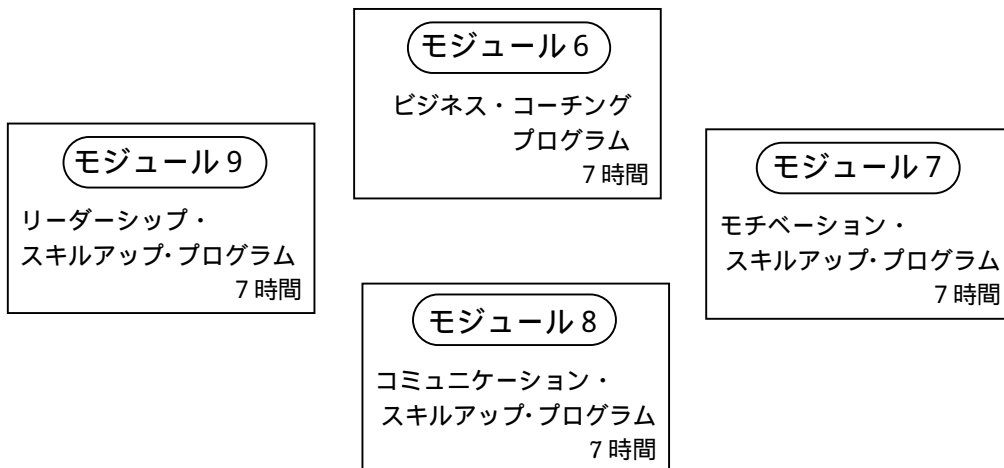 モジュール 6
ビジネス・コーチング
プログラム
7 時間
モジュール 9
リーダーシップ・
スキルアップ・プログラム
7 時間
モジュール 7
モチベーション・
スキルアップ・プログラム
7 時間
モジュール 8
コミュニケーション・
スキルアップ・プログラム
7 時間